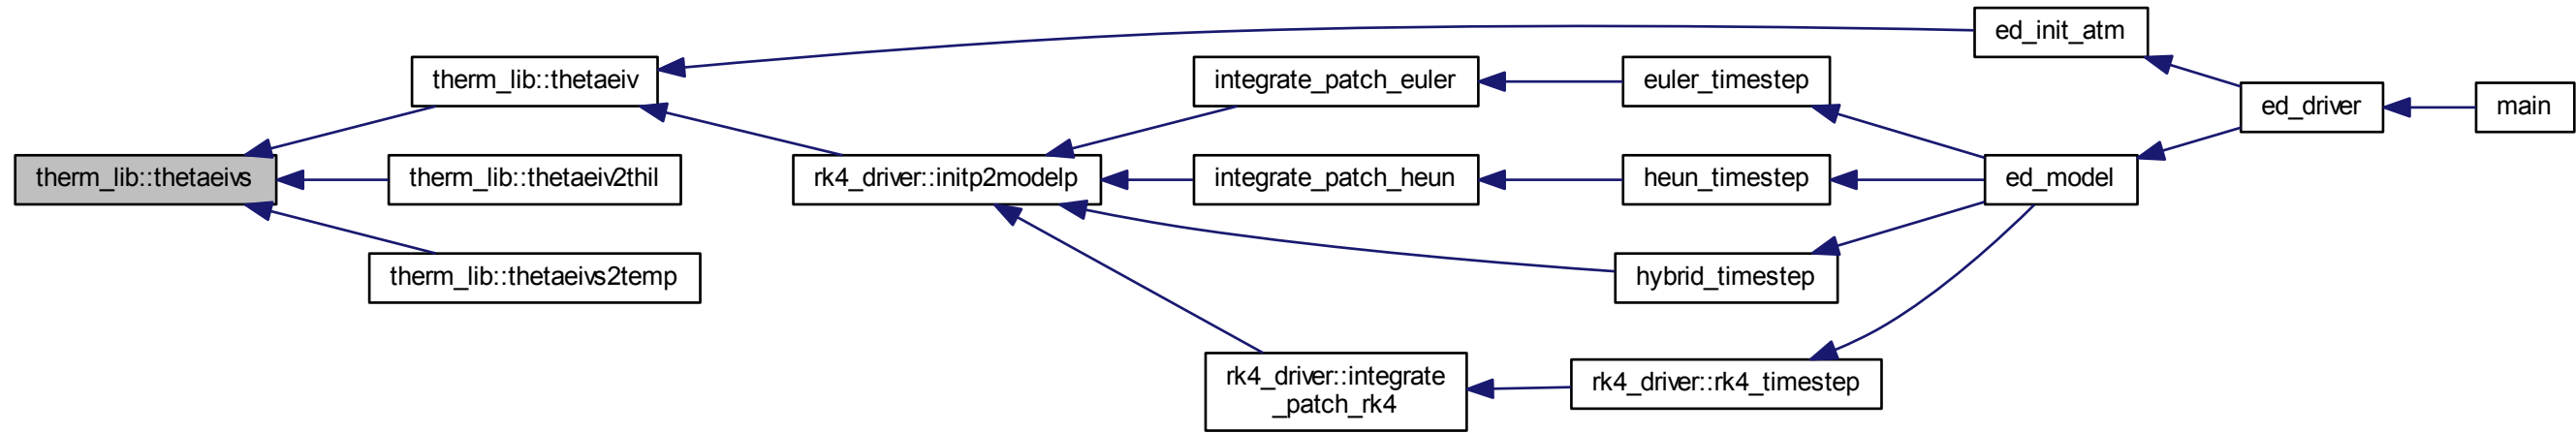 therm_lib::thetaeivs
therm_lib::thetaeiv
therm_lib::thetaeiv2thil
therm_lib::thetaeivs2temp
rk4_driver::initp2modelp
integrate_patch_euler
integrate_patch_heun
rk4_driver::integrate
_patch_rk4
euler_timestep
heun_timestep
hybrid_timestep
rk4_driver::rk4_timestep
ed_init_atm
ed_model
ed_driver
main